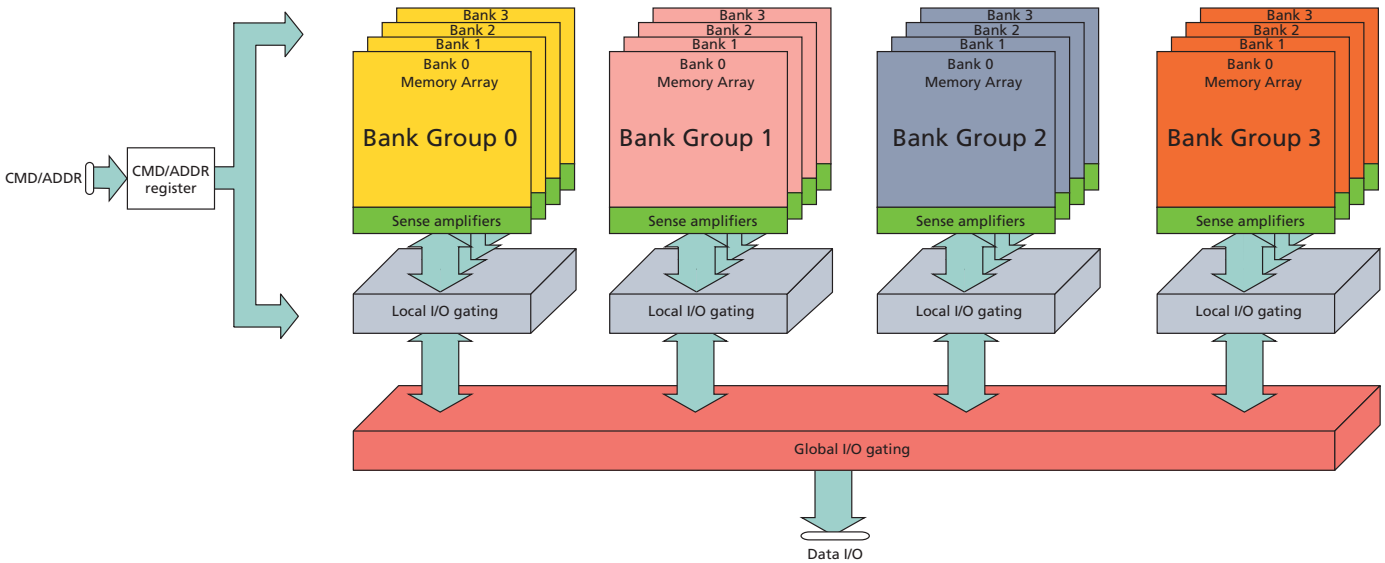 Bank 3
Bank 2
Bank 1
Bank 0
Memory Array
Bank Group 0
Sense amplifiers
Local I/O gating
Bank 3
Bank 2
Bank 1
Bank 0
Memory Array
Bank Group 1
Sense amplifiers
Local I/O gating
Bank 3
Bank 2
Bank 1
Bank 0
Memory Array
Bank Group 2
Sense amplifiers
Local I/O gating
Bank 3
Bank 2
Bank 1
Bank 0
Memory Array
Bank Group 3
Sense amplifiers
Local I/O gating
CMD/ADDR
CMD/ADDR
register
Global I/O gating
Data I/O